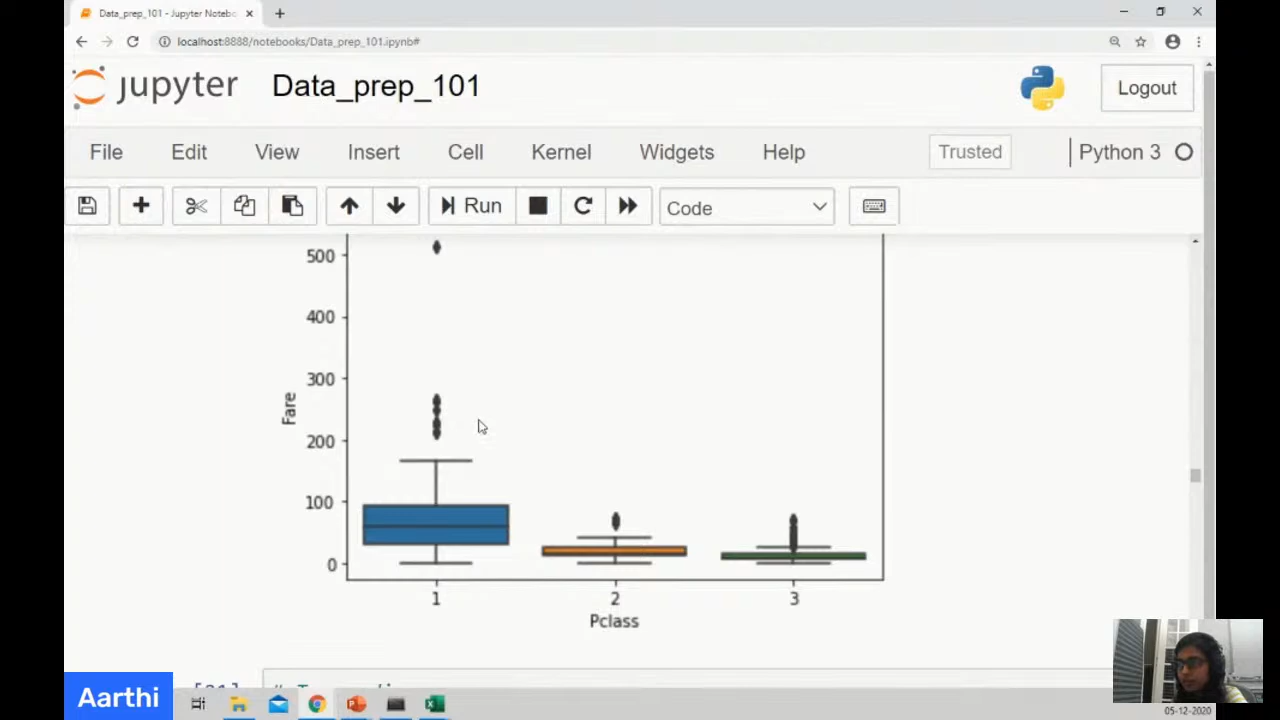 Data_prep_101 - Jupyter Noteb
localhost:8888/notebooks/Data_prep_101.ipynb#
jupyter Data_prep_101
Logout
File Edit View Insert Cell Kernel Widgets Help Trusted Python 3
Run Code
500
400
300
200
100
0
Fare
1 2 3
Pclass
Aarthi
05-12-2020